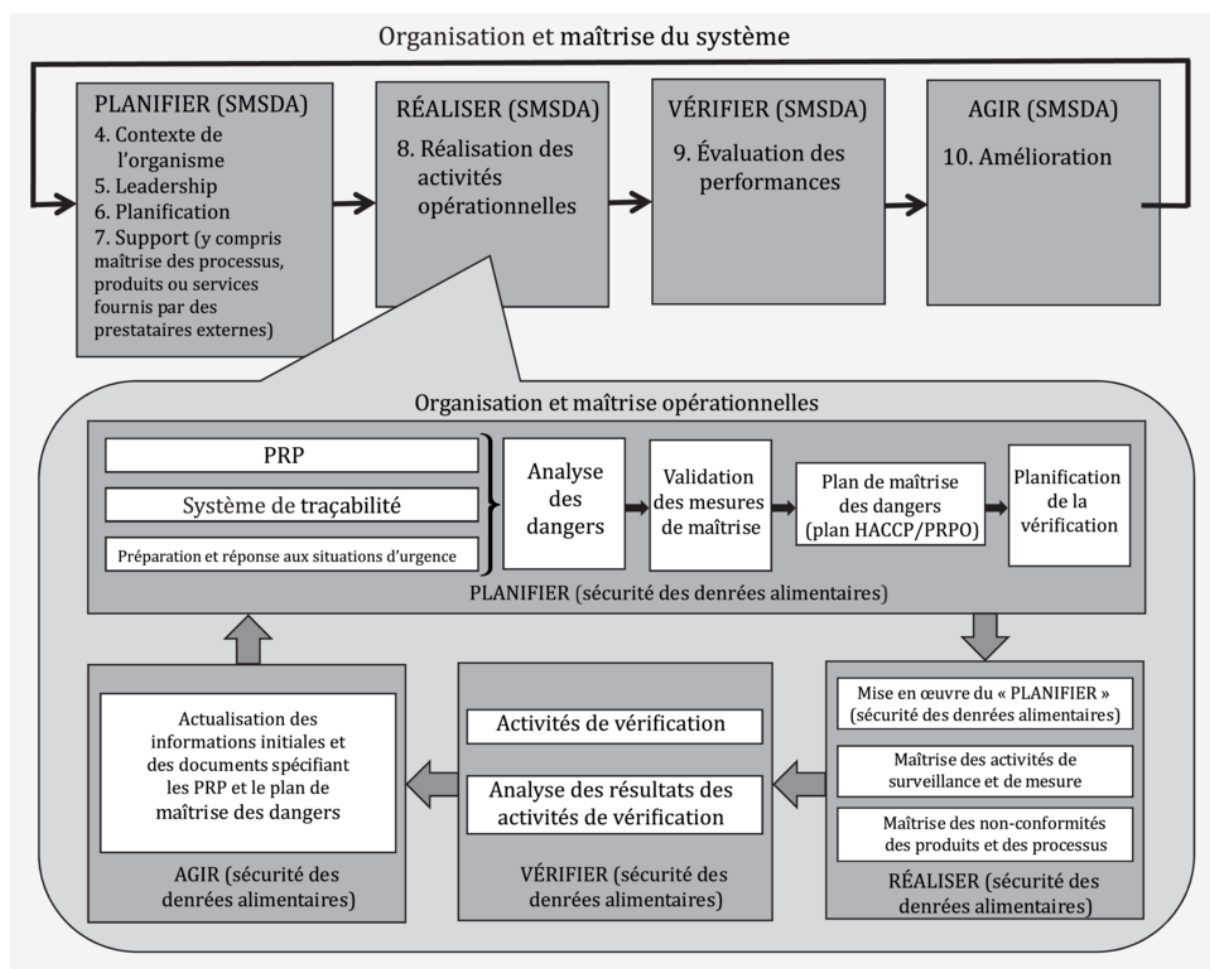 Organisation et maîtrise du système
PLANIFIER (SMSDA)
4. Contexte de
l’organisme
5. Leadership
6. Planification
7. Support (y compris
maîtrise des processus,
produits ou services
fournis par des
prestataires externes)
RÉALISER (SMSDA)
8. Réalisation des
activités
opérationnelles
VÉRIFIER (SMSDA)
9. Évaluation des
performances
AGIR (SMSDA)
10. Amélioration
Organisation et maîtrise opérationnelles
PRP
Système de traçabilité
Préparation et réponse aux situations d’urgence
Analyse
des
dangers
Validation
des mesures
de maîtrise
Plan de maîtrise
des dangers
(plan HACCP/PRPO)
Planification
de la
vérification
PLANIFIER (sécurité des denrées alimentaires)
Actualisation des
informations initiales et
des documents spécifiant
les PRP et le plan de
maîtrise des dangers
AGIR (sécurité des
denrées alimentaires)
Activités de vérification
Analyse des résultats des
activités de vérification
VÉRIFIER (sécurité des
denrées alimentaires)
Mise en œuvre du « PLANIFIER »
(sécurité des denrées alimentaires)
Maîtrise des activités de
surveillance et de mesure
Maîtrise des non-conformités
des produits et des processus
RÉALISER (sécurité des
denrées alimentaires)